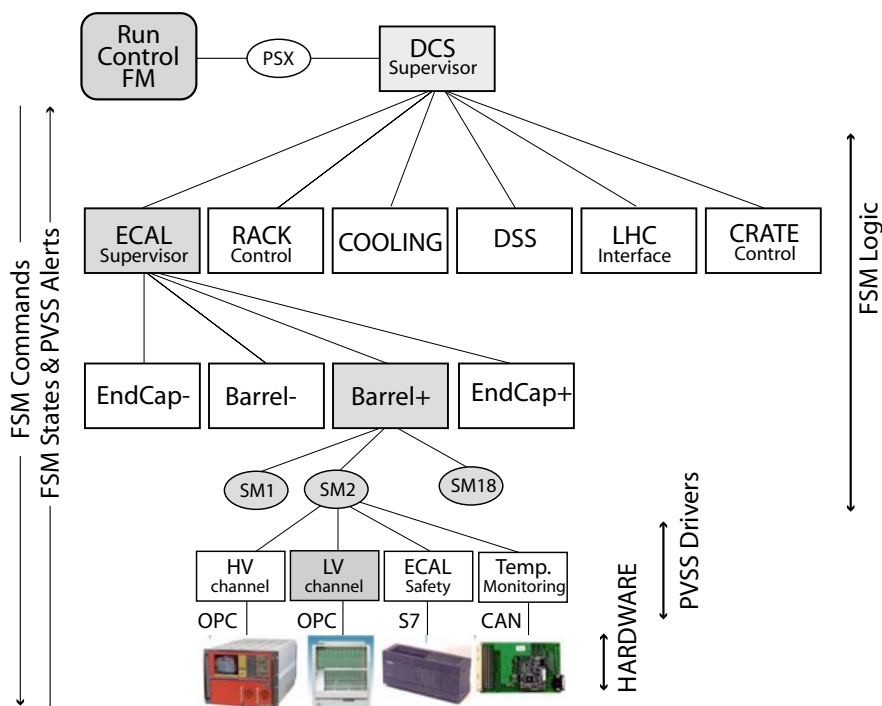 Run
Control
FM
PSX
DCS
Supervisor
ECAL
Supervisor
RACK
Control
COOLING
DSS
LHC
Interface
CRATE
Control
EndCap-
Barrel-
Barrel+
EndCap+
SM1
SM2
SM18
HV
channel
LV
channel
ECAL
Safety
Temp.
Monitoring
OPC
OPC
S7
CAN
FSM Commands
FSM States & PVSS Alerts
FSM Logic
PVSS Drivers
HARDWARE